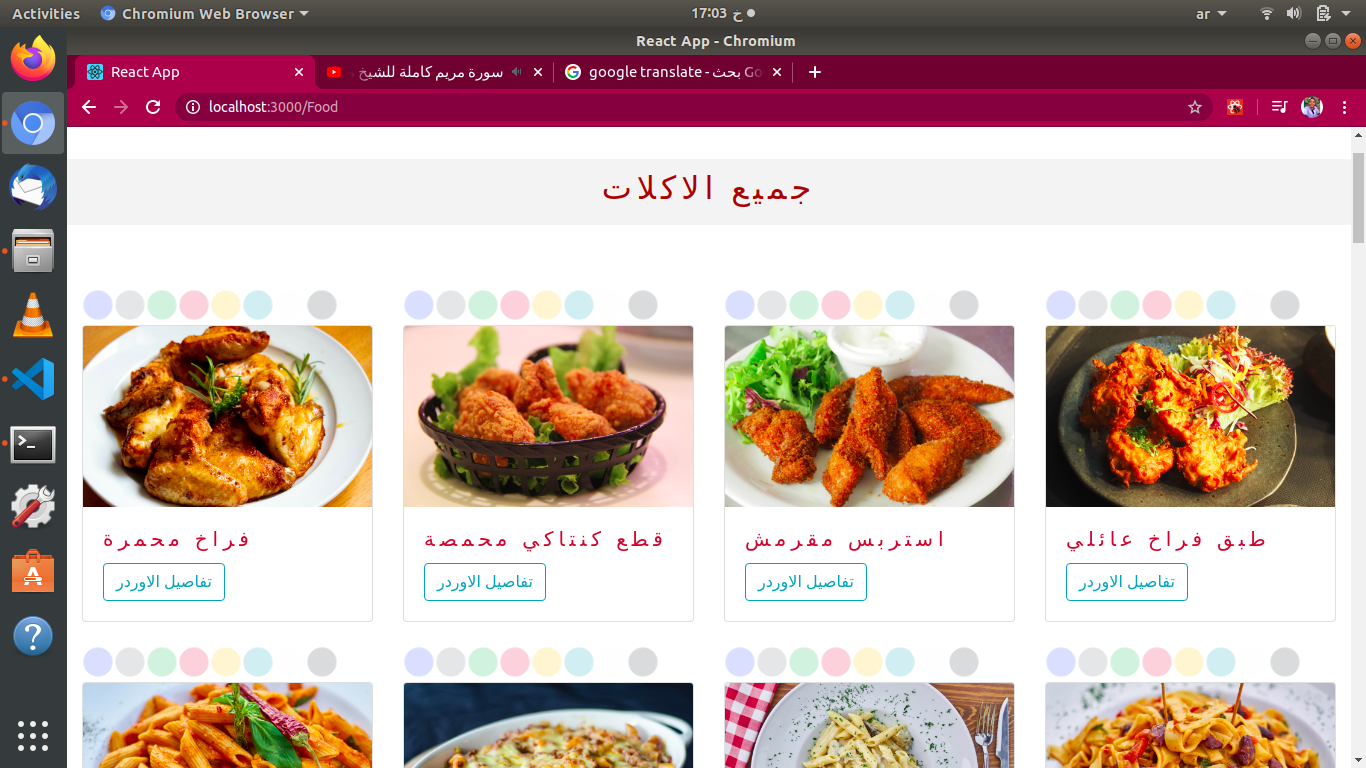 Activities
Chromium Web Browser
خ 17:03
ar
React App - Chromium
React App
سورة مريم كاملة للشيخ
google translate - بحث Go
localhost:3000/Food
جميع الاكلات
فراخ محمرة
تفاصيل الاوردر
قطع كنتاكي محمصة
تفاصيل الاوردر
استربس مقرمش
تفاصيل الاوردر
طبق فراخ عائلي
تفاصيل الاوردر